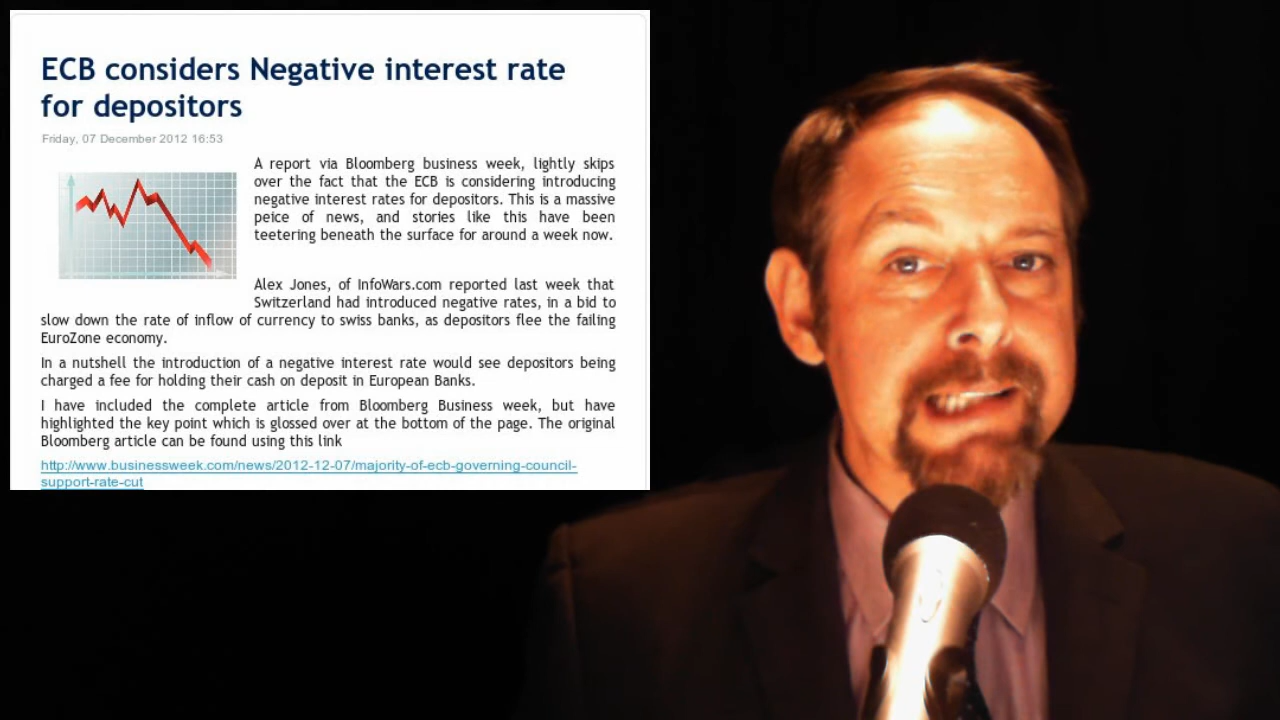 ECB considers Negative interest rate
for depositors
Friday, 07 December 2012 16:53
A report via Bloomberg business week, lightly skips
over the fact that the ECB is considering introducing
negative interest rates for depositors. This is a massive
peice of news, and stories like this have been
teetering beneath the surface for around a week now.
Alex Jones, of InfoWars.com reported last week that
Switzerland had introduced negative rates, in a bid to
slow down the rate of inflow of currency to swiss banks, as depositors flee the failing
EuroZone economy.
In a nutshell the introduction of a negative interest rate would see depositors being
charged a fee for holding their cash on deposit in European Banks.
I have included the complete article from Bloomberg Business week, but have
highlighted the key point which is glossed over at the bottom of the page. The original
Bloomberg article can be found using this link
http://www.businessweek.com/news/2012-12-07/majority-of-ecb-governing-council-
support-rate-cut